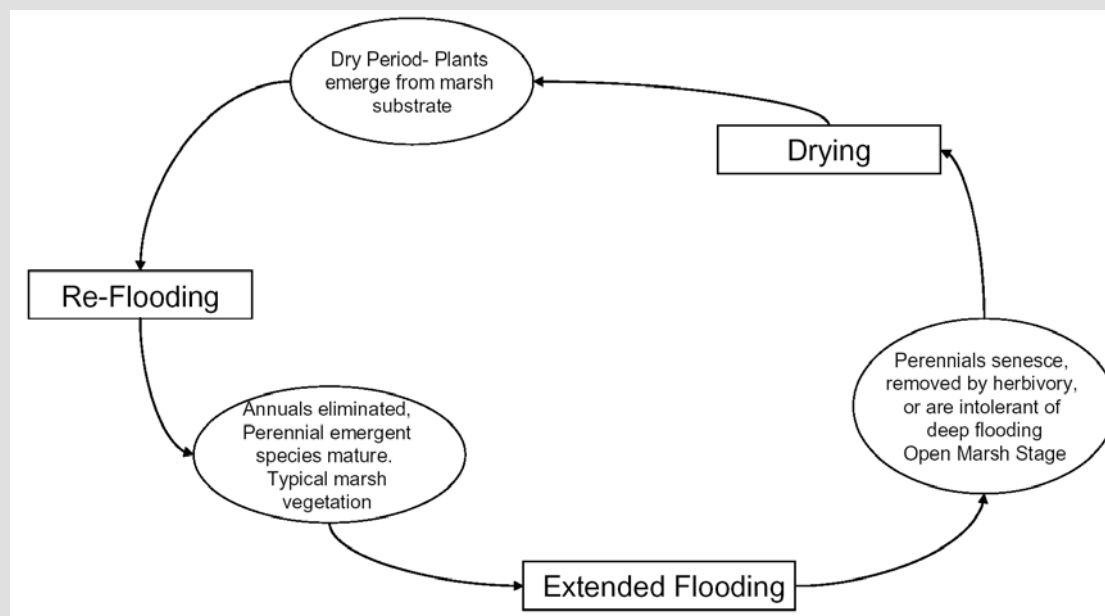 Dry Period- Plants
emerge from marsh
substrate
Drying
Re-Flooding
Annuals eliminated,
Perennial emergent
species mature.
Typical marsh
vegetation
Extended Flooding
Perennials senesce,
removed by herbivory,
or are intolerant of
deep flooding
Open Marsh Stage